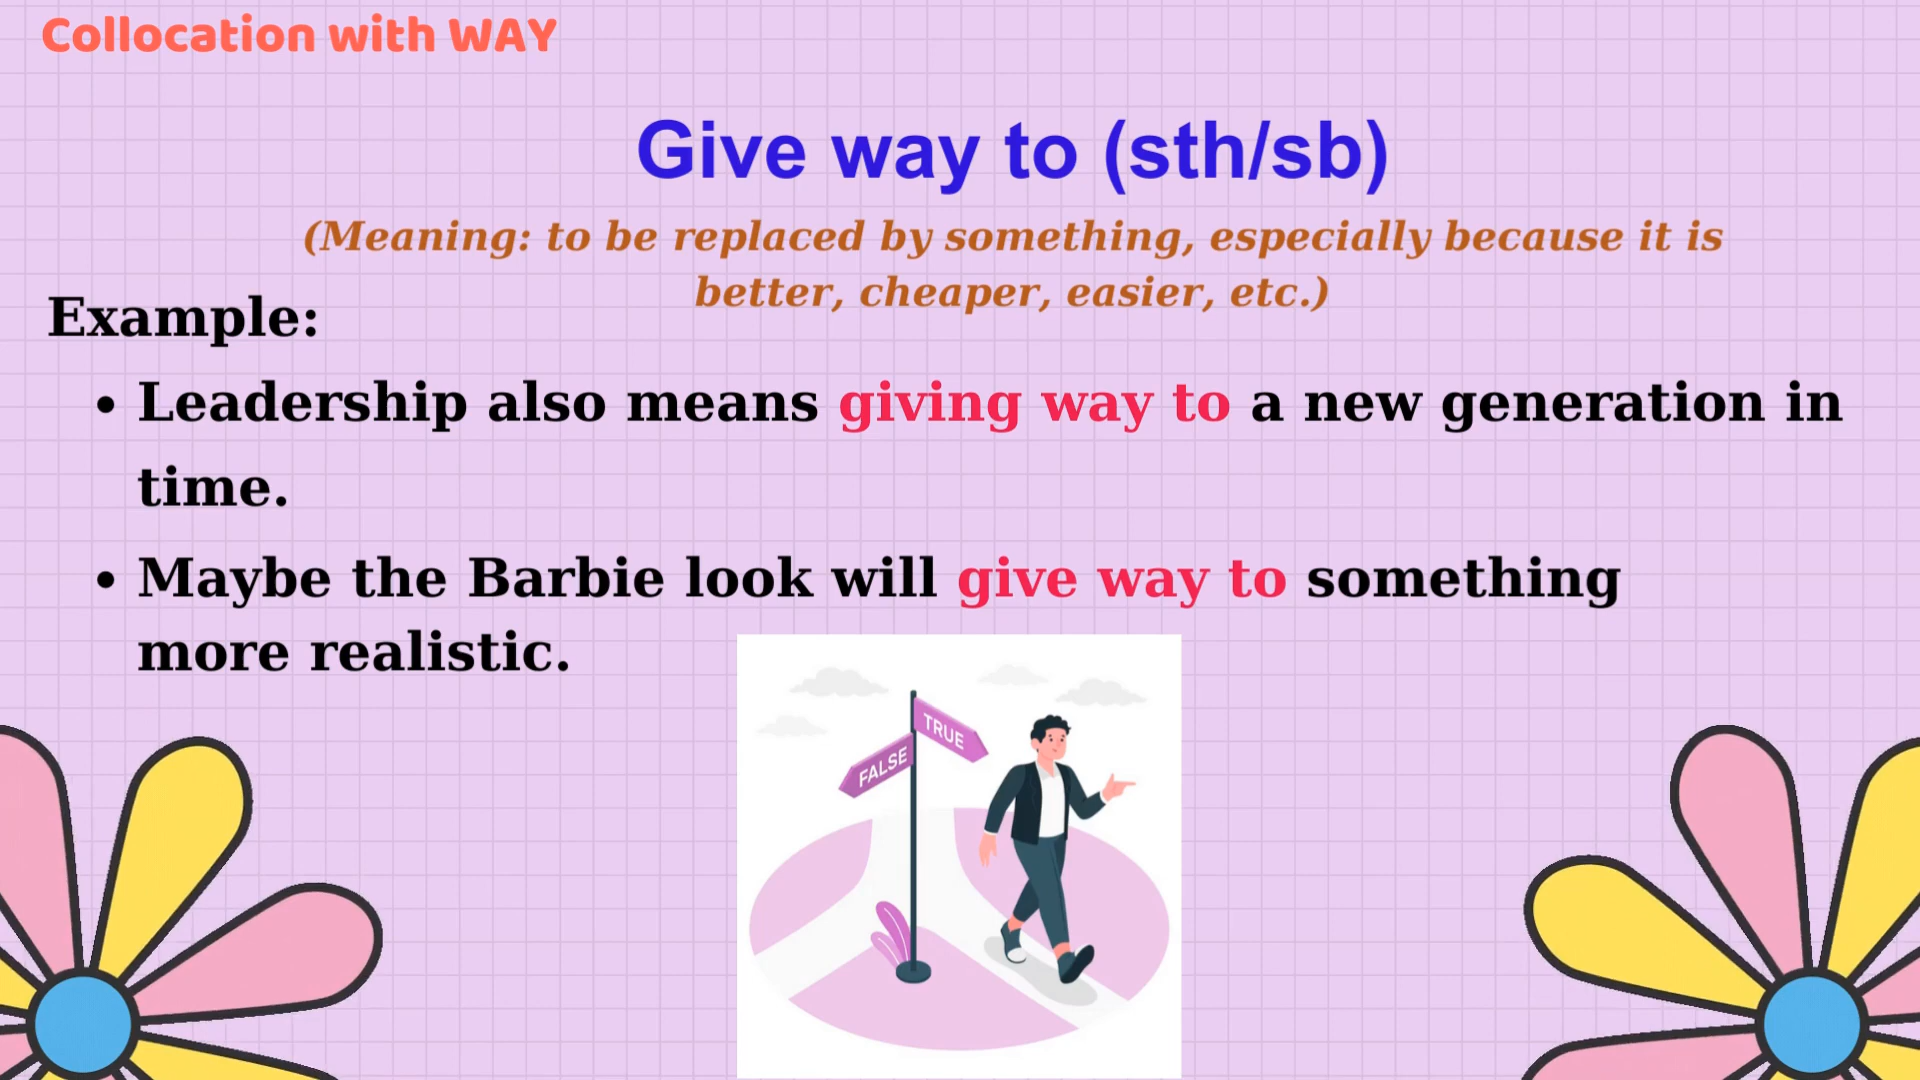 Collocation with WAY
Give way to (sth/sb)
(Meaning: to be replaced by something, especially because it is
better, cheaper, easier, etc.)
Example:
• Leadership also means giving way to a new generation in
time.
• Maybe the Barbie look will give way to something
more realistic.
TRUE
FALSE